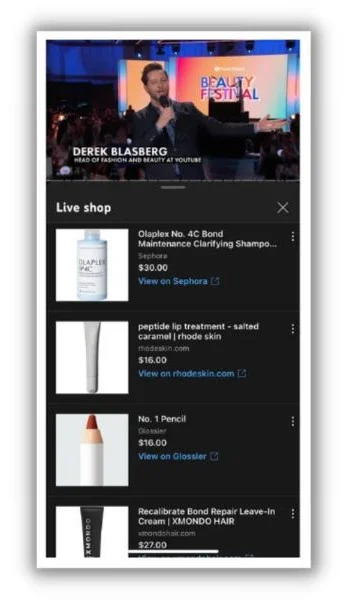 BEAUTY
FESTIVAL
DEREK BLASBERG
HEAD OF FASHION AND BEAUTY AT YOUTUBE
Live shop
Olaplex No. 4C Bond
Maintenance Clarifying Shampo...
Sephora
$30.00
View on Sephora
OLAPLEX
Nº.4C
peptide lip treatment - salted
caramel | rhode skin
rhodeskin.com
$16.00
View on rhodeskin.com
No. 1 Pencil
Glossier
$16.00
View on Glossier
Recalibrate Bond Repair Leave-In
Cream | XMONDO HAIR
xmondohair.com
$27.00
XMONDO